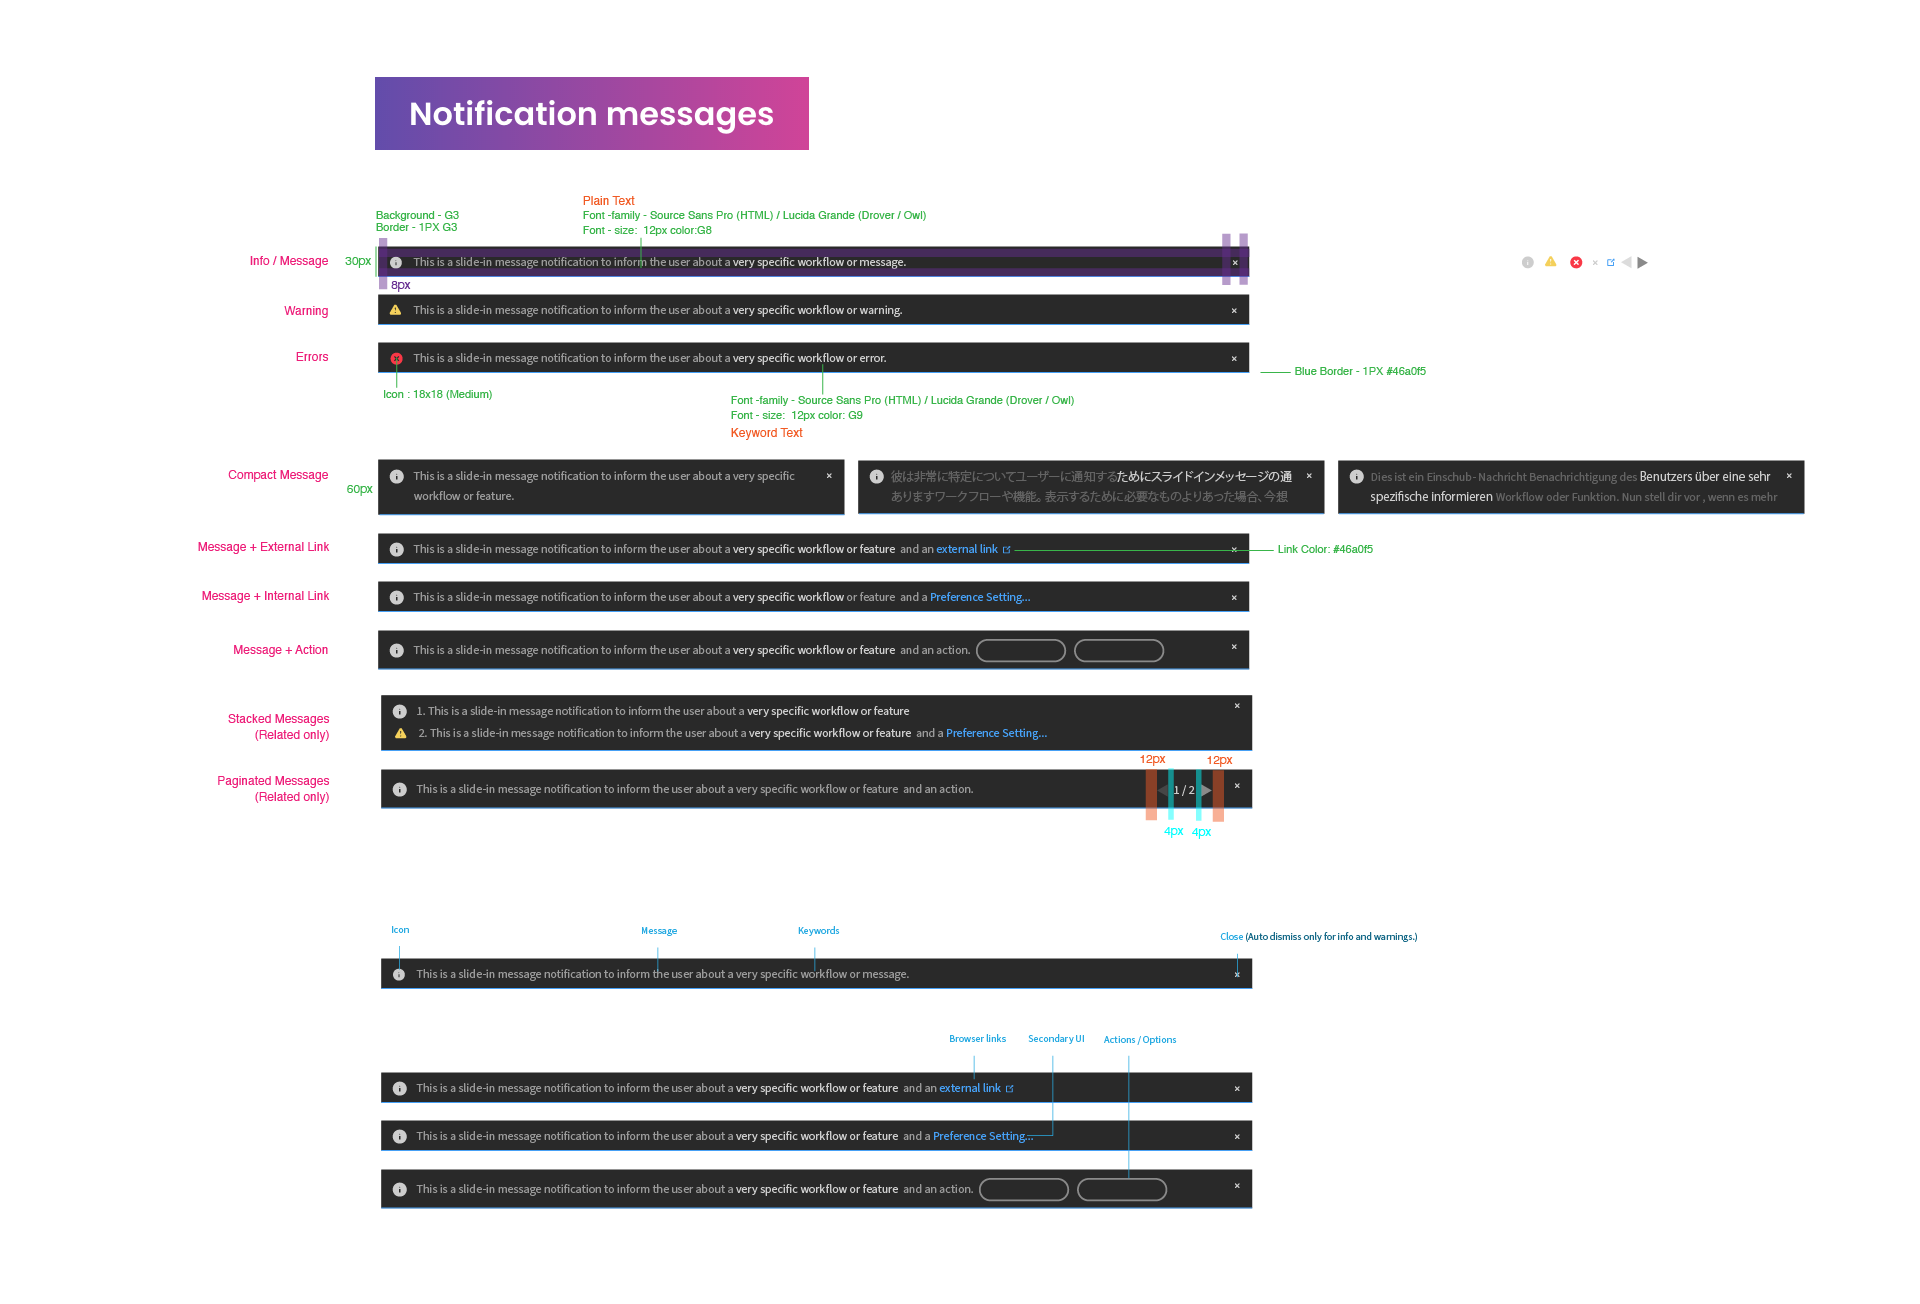 Notification messages
Plain Text
Background - G3
Border - 1PX G3
Font -family - Source Sans Pro (HTML) / Lucida Grande (Drover / Owl)
Font - size:  12px color:G8
Info / Message
30px
This is a slide-in message notification to inform the user about a very specific workflow or message.
8px
Warning
This is a slide-in message notification to inform the user about a very specific workflow or warning.
Errors
This is a slide-in message notification to inform the user about a very specific workflow or error.
Blue Border - 1PX #46a0f5
Icon : 18x18 (Medium)
Font -family - Source Sans Pro (HTML) / Lucida Grande (Drover / Owl)
Font - size:  12px color: G9
Keyword Text
Compact Message
60px
This is a slide-in message notification to inform the user about a very specific
workflow or feature.
彼は非常に特定についてユーザーに通知するためにスライドインメッセージの通
ありますワークフローや機能。表示するために必要なものよりあった場合、今想
Dies ist ein Einschub- Nachricht Benachrichtigung des Benutzers über eine sehr
spezifische informieren Workflow oder Funktion. Nun stell dir vor , wenn es mehr
Message + External Link
This is a slide-in message notification to inform the user about a very specific workflow or feature and an external link
Link Color: #46a0f5
Message + Internal Link
This is a slide-in message notification to inform the user about a very specific workflow or feature and a Preference Setting...
Message + Action
This is a slide-in message notification to inform the user about a very specific workflow or feature and an action.
Stacked Messages
(Related only)
1. This is a slide-in message notification to inform the user about a very specific workflow or feature
2. This is a slide-in message notification to inform the user about a very specific workflow or feature and a Preference Setting...
12px
12px
Paginated Messages
(Related only)
This is a slide-in message notification to inform the user about a very specific workflow or feature and an action.
1 / 2
4px
4px
Icon
Message
Keywords
Close (Auto dismiss only for info and warnings.)
This is a slide-in message notification to inform the user about a very specific workflow or message.
Browser links
Secondary UI
Actions / Options
This is a slide-in message notification to inform the user about a very specific workflow or feature and an external link
This is a slide-in message notification to inform the user about a very specific workflow or feature and a Preference Setting...
This is a slide-in message notification to inform the user about a very specific workflow or feature and an action.